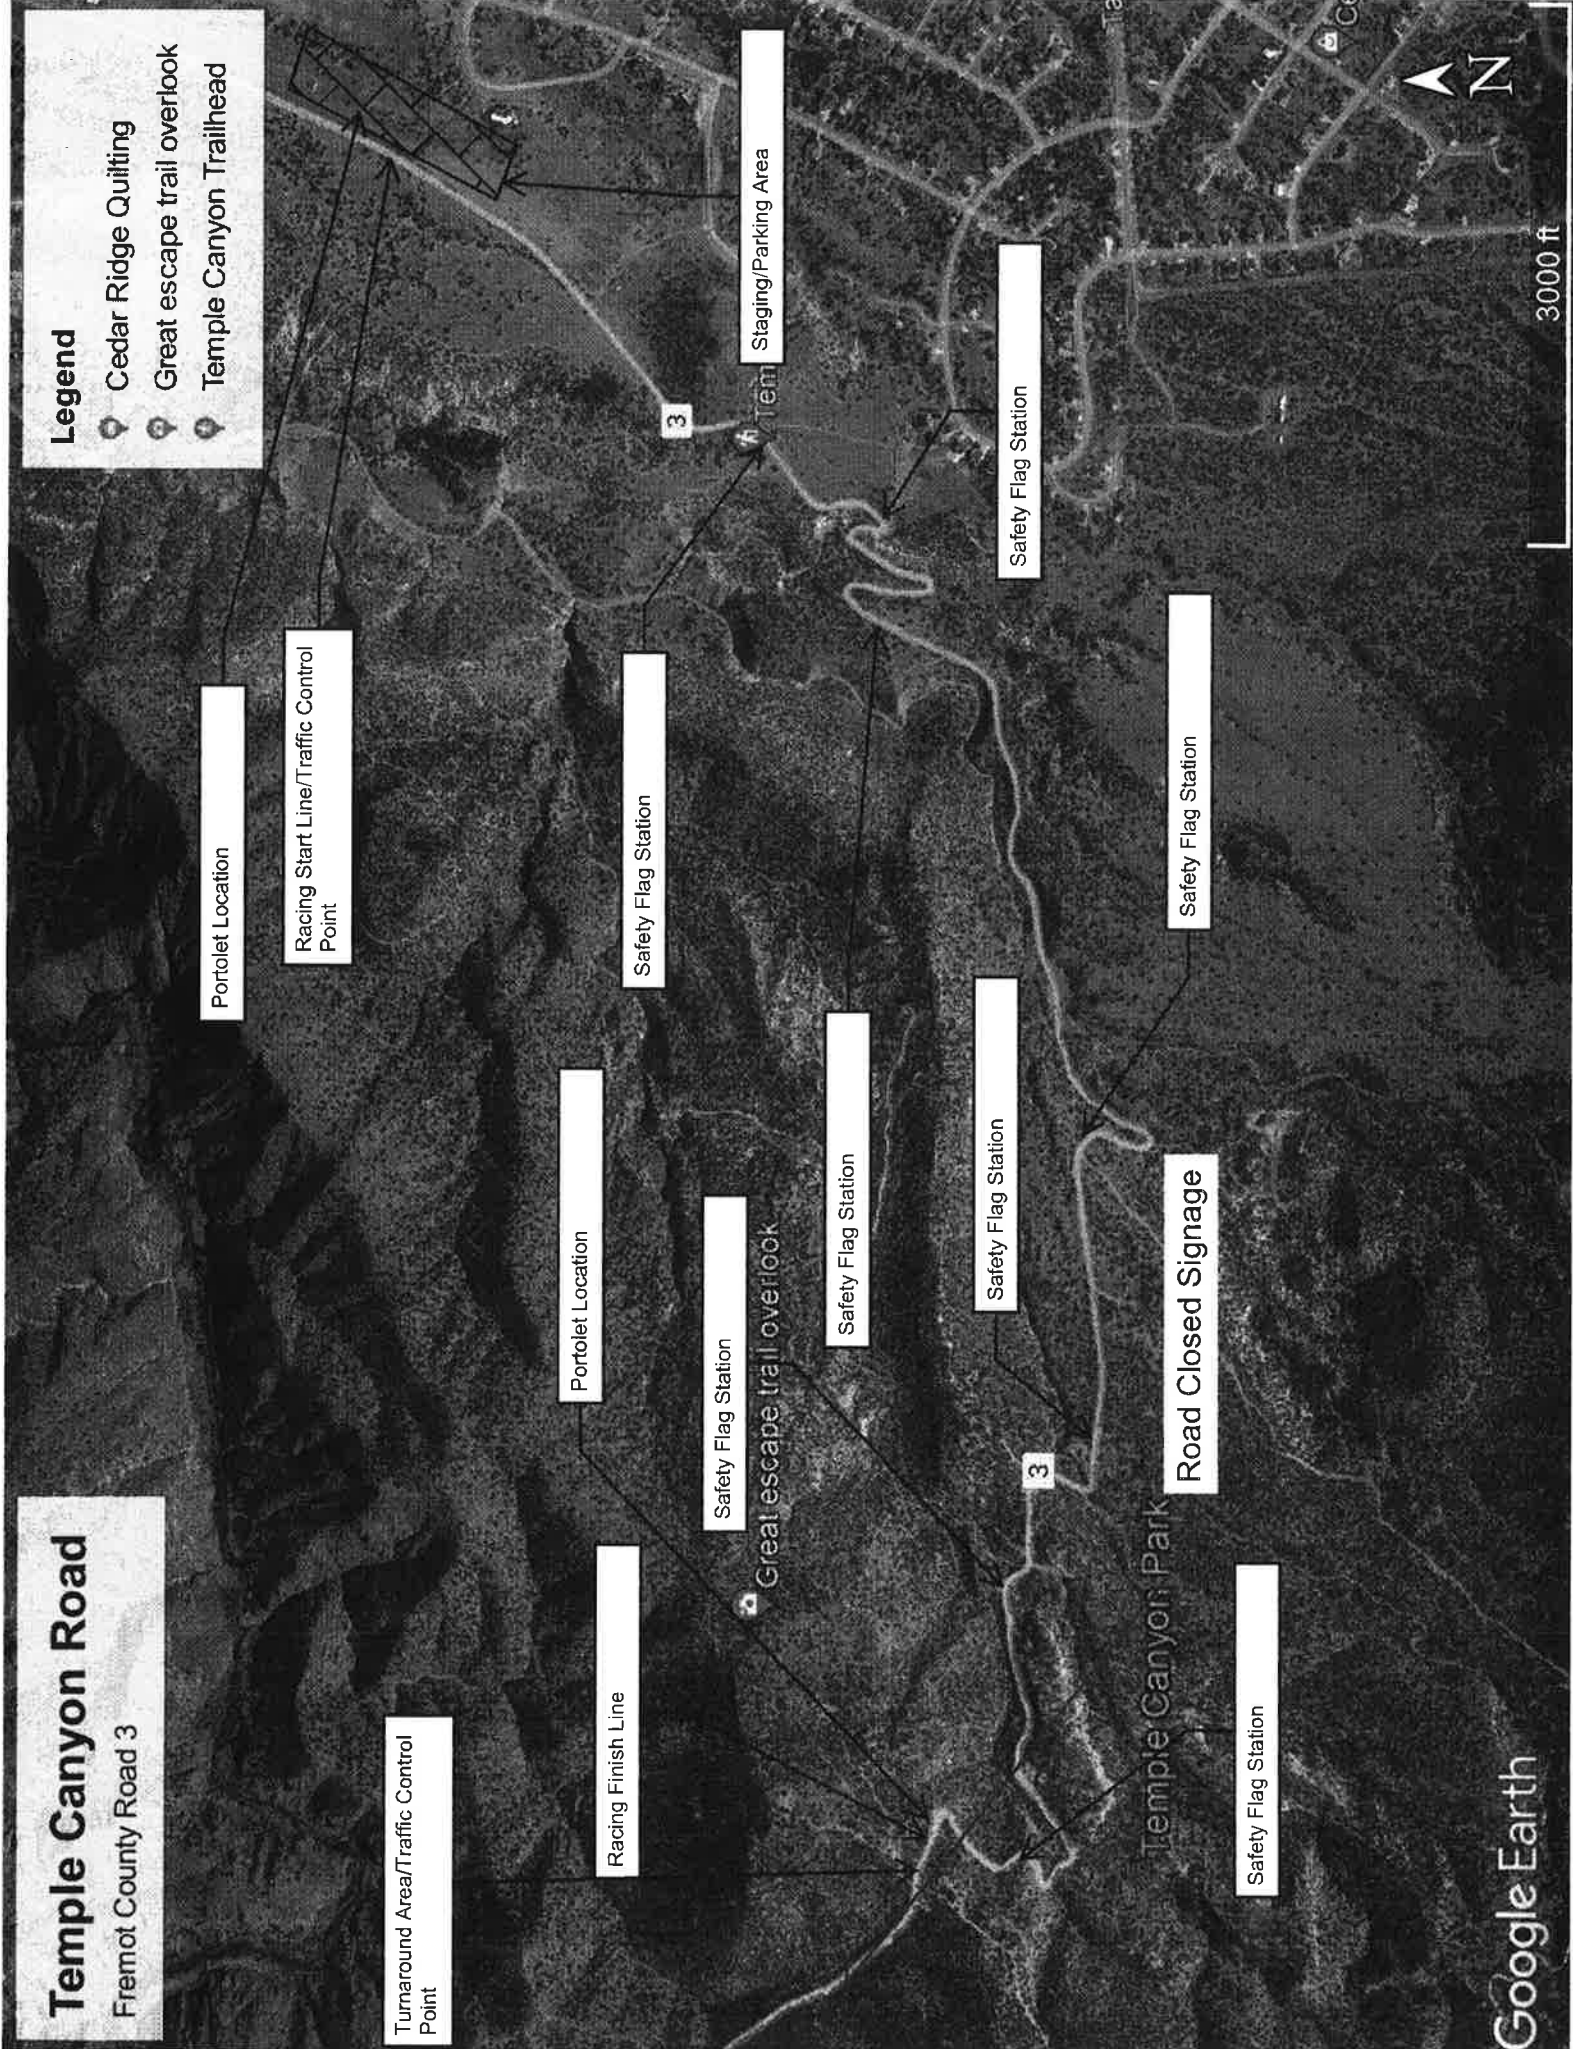 Temple Canyon Road
Fremot County Road 3
Legend
Cedar Ridge Quilting
Great escape trail overlook
Temple Canyon Trailhead
Portolet Location
Racing Start Line/Traffic Control
Point
Turnaround Area/Traffic Control
Point
Racing Finish Line
Portolet Location
Safety Flag Station
Safety Flag Station
Great escape trail overlook
Safety Flag Station
3
Tem
Staging/Parking Area
Safety Flag Station
Safety Flag Station
3
Temple Canyon Park
Road Closed Signage
Safety Flag Station
Safety Flag Station
Ta
Ce
N
Google Earth
3000 ft